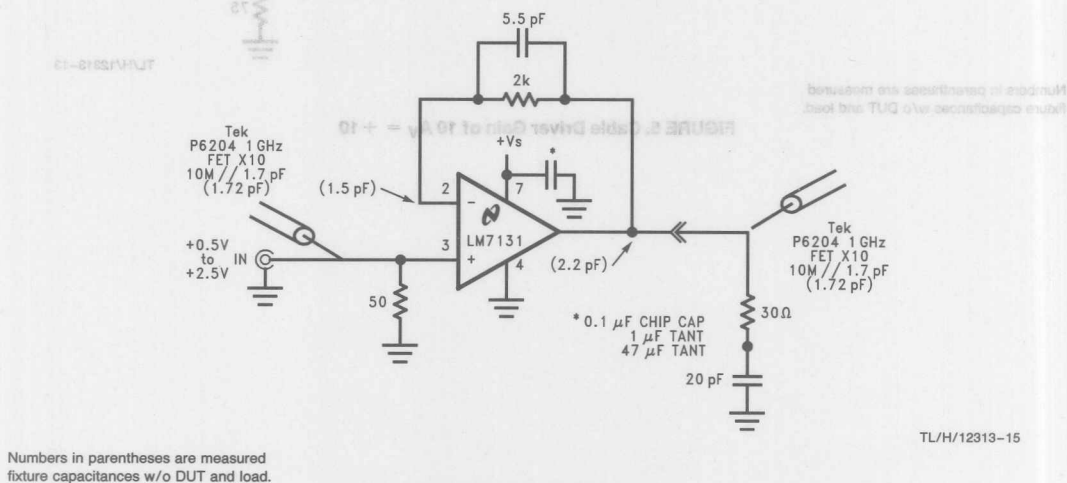 5.5 pF
2k
Tek
P6204 1 GHz
FET X10
10M // 1.7 pF
(1.72 pF)
+Vs
*
(1.5 pF)
2
7
−
LM7131
3
+
4
+0.5V
to
+2.5V
IN
50
(2.2 pF)
Tek
P6204 1 GHz
FET X10
10M // 1.7 pF
(1.72 pF)
30Ω
* 0.1 μF CHIP CAP
1 μF TANT
47 μF TANT
20 pF
TL/H/12313–15
Numbers in parentheses are measured
fixture capacitances w/o DUT and load.